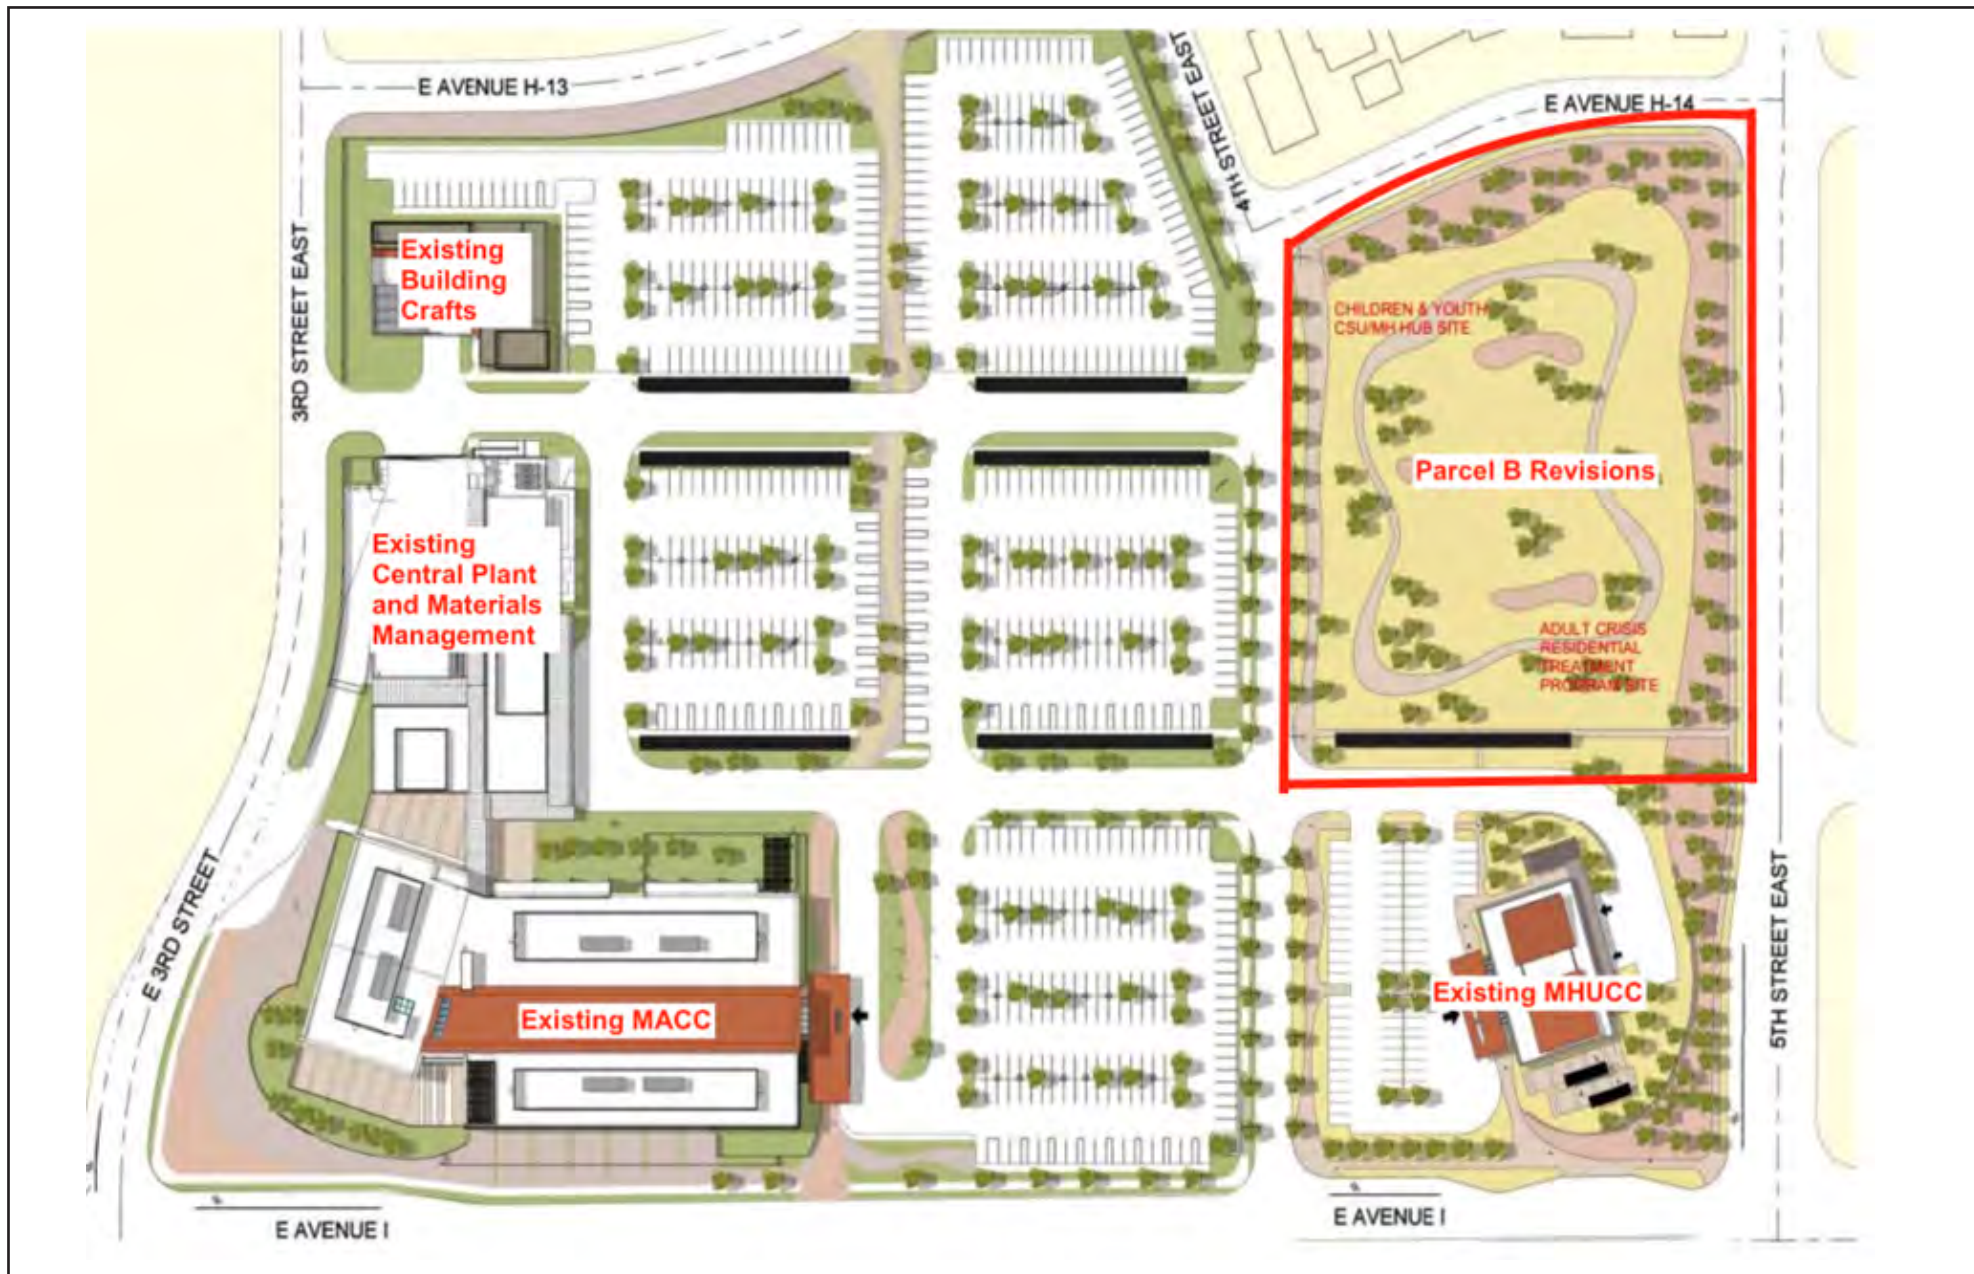 E AVENUE H-13
4TH STREET EAST
E AVENUE H-14
3RD STREET EAST
Existing
Building
Crafts
CHILDREN & YOUTH
CSU/MH HUB SITE
Parcel B Revisions
Existing
Central Plant
and Materials
Management
ADULT CRISIS
RESIDENTIAL
TREATMENT
PROGRAM SITE
E 3RD STREET
5TH STREET EAST
Existing MHUCC
Existing MACC
E AVENUE I
E AVENUE I